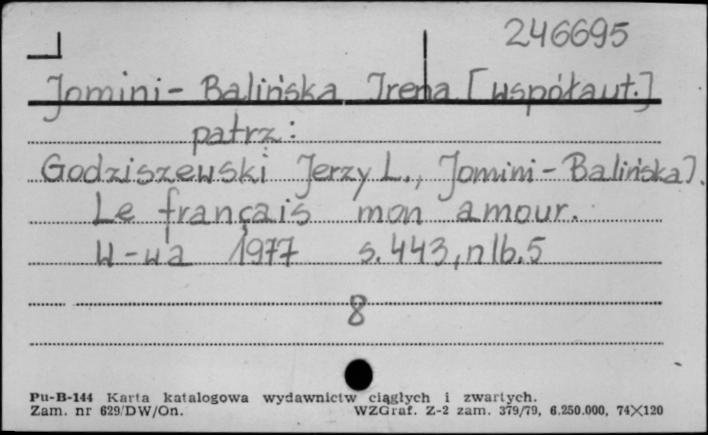 246695
Jomini - Balińska Irena [współaut.]
patrz:
Godziszewski Jerzy L., Jomini - Balińska J.
Le français mon amour.
W-wa 1977 s. 443, nlb. 5
8
Pu-B-144 Karta katalogowa wydawnictw ciągłych i zwartych.
Zam. nr 629/DW/On. WZGraf. Z-2 zam. 379/79, 6.250.000, 74×120